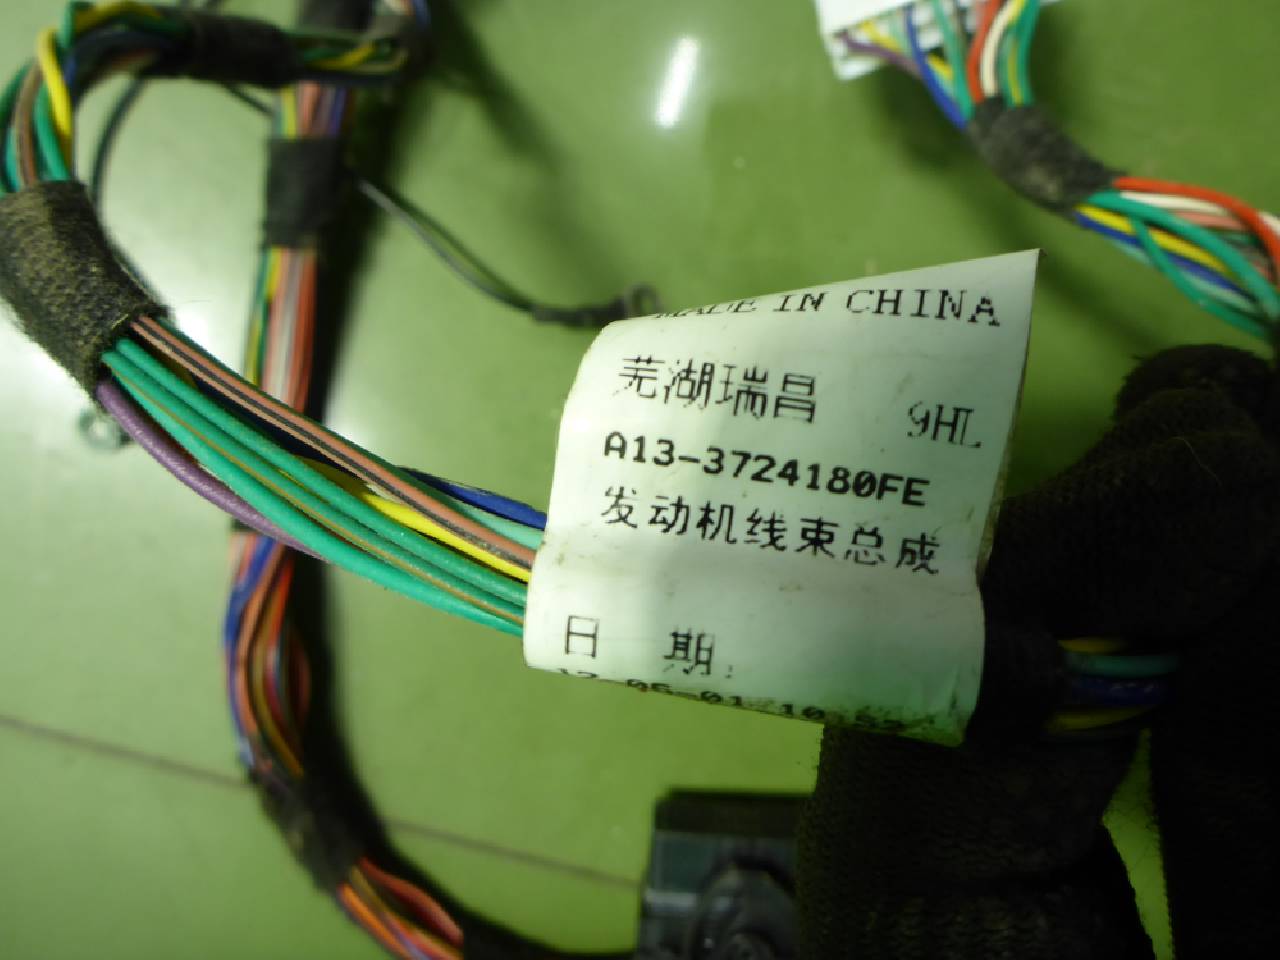 MADE IN CHINA
芜湖瑞昌 9HL
A13-3724180FE
发动机线束总成
日 期: